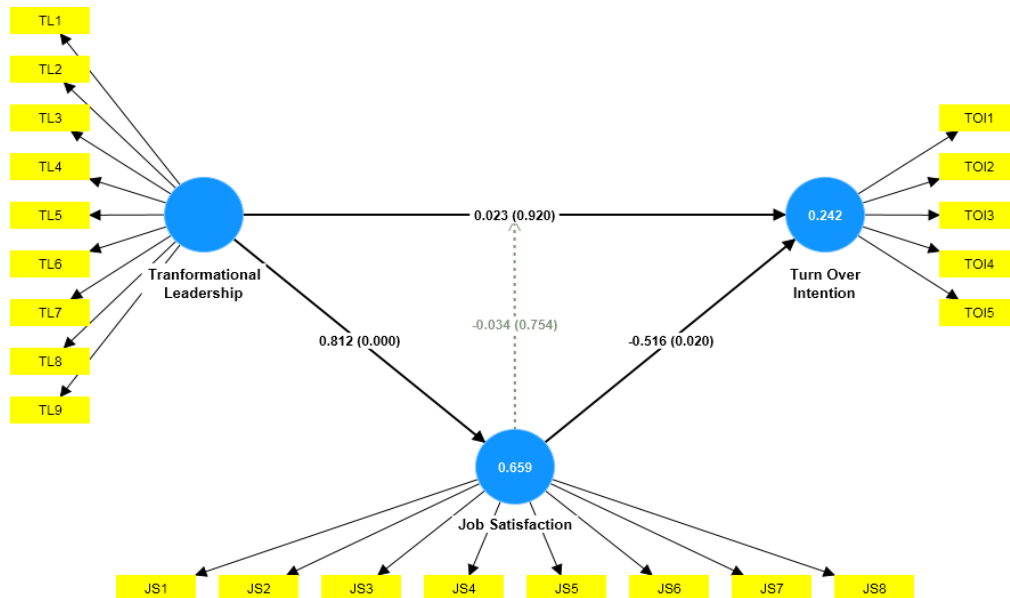 TL1
TL2
TL3
TL4
TL5
TL6
TL7
TL8
TL9
Tranformational
Leadership
0.023 (0.920)
0.812 (0.000)
-0.034 (0.754)
-0.516 (0.020)
0.242
Turn Over
Intention
TOI1
TOI2
TOI3
TOI4
TOI5
0.659
Job Satisfaction
JS1
JS2
JS3
JS4
JS5
JS6
JS7
JS8